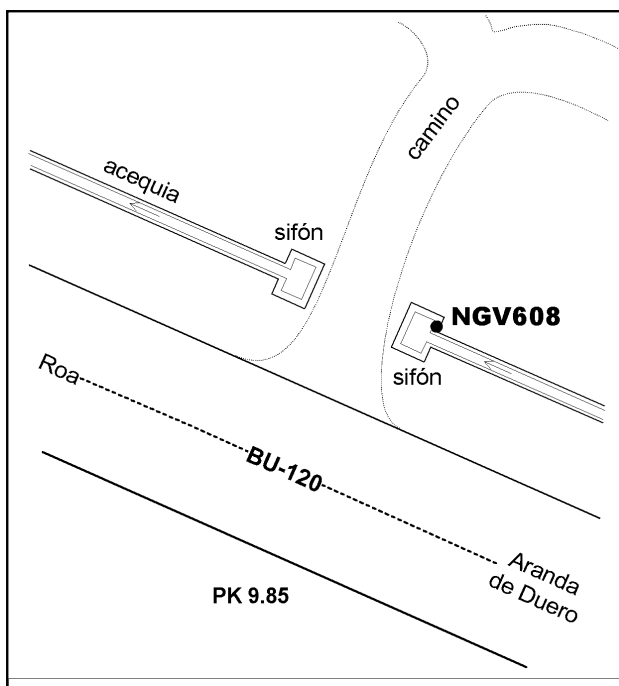 camino
acequia
sifón
NGV608
sifón
Roa
BU-120
Aranda
de Duero
PK 9.85